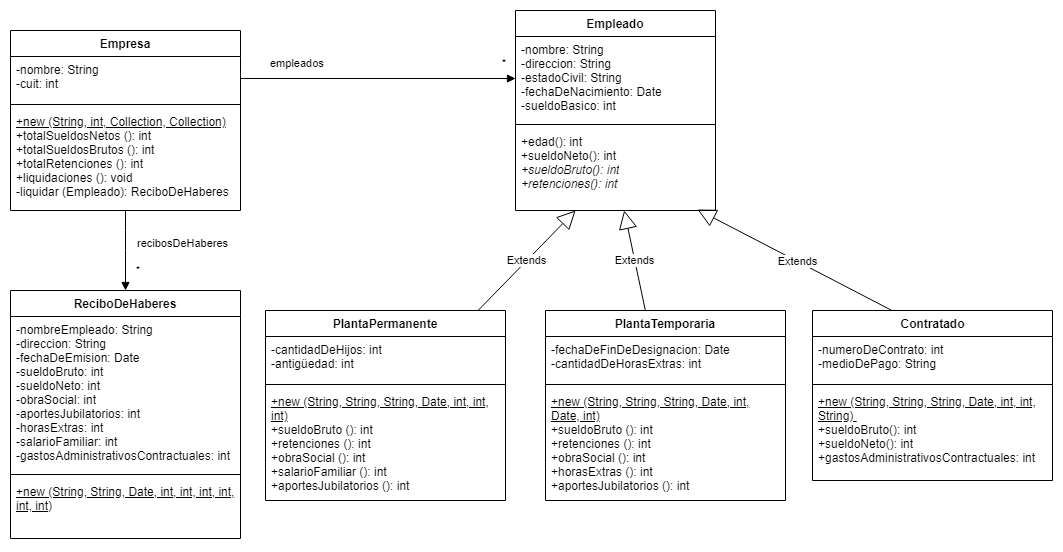 Empresa
-nombre: String
-cuit: int
+new (String, int, Collection, Collection)
+totalSueldosNetos (): int
+totalSueldosBrutos (): int
+totalRetenciones (): int
+liquidaciones (): void
-liquidar (Empleado): ReciboDeHaberes
empleados
*
Empleado
-nombre: String
-direccion: String
-estadoCivil: String
-fechaDeNacimiento: Date
-sueldoBasico: int
+edad(): int
+sueldoNeto(): int
+sueldoBruto(): int
+retenciones(): int
recibosDeHaberes
*
Extends
Extends
Extends
ReciboDeHaberes
-nombreEmpleado: String
-direccion: String
-fechaDeEmision: Date
-sueldoBruto: int
-sueldoNeto: int
-obraSocial: int
-aportesJubilatorios: int
-horasExtras: int
-salarioFamiliar: int
-gastosAdministrativosContractuales: int
+new (String, String, Date, int, int, int, int,
int, int)
PlantaPermanente
-cantidadDeHijos: int
-antigüedad: int
+new (String, String, String, Date, int, int,
int)
+sueldoBruto (): int
+retenciones (): int
+obraSocial (): int
+salarioFamiliar (): int
+aportesJubilatorios (): int
PlantaTemporaria
-fechaDeFinDeDesignacion: Date
-cantidadDeHorasExtras: int
+new (String, String, String, Date, int,
Date, int)
+sueldoBruto (): int
+retenciones (): int
+obraSocial (): int
+horasExtras (): int
+aportesJubilatorios (): int
Contratado
-numeroDeContrato: int
-medioDePago: String
+new (String, String, String, Date, int, int,
String)
+sueldoBruto(): int
+sueldoNeto(): int
+gastosAdministrativosContractuales: int